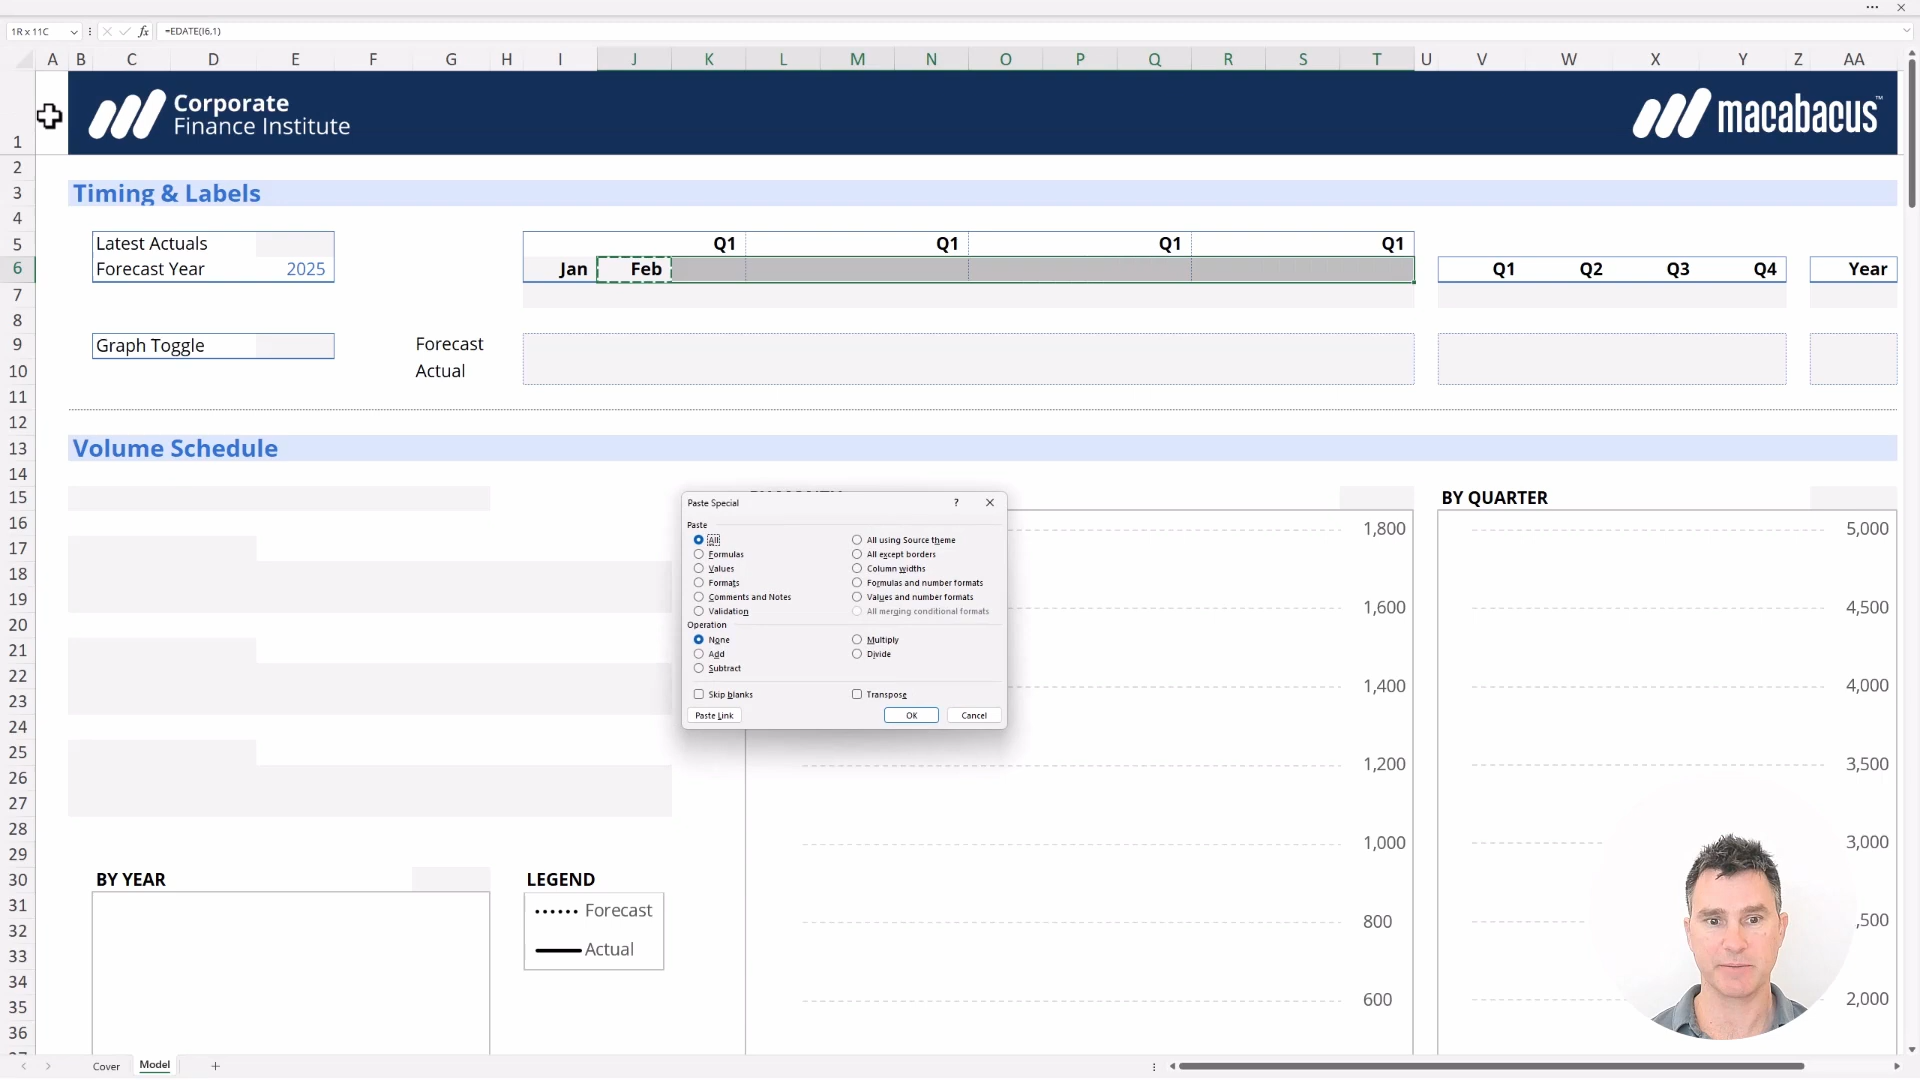 1R x 11C
fx
=EDATE(I6,1)
A B C D E F G H I J K L M N O P Q R S T U V W X Y Z AA
Corporate
Finance Institute
macabacus™
1
2
3 Timing & Labels
4
5 Latest Actuals Q1 Q1 Q1 Q1
6 Forecast Year 2025 Jan Feb Q1 Q2 Q3 Q4 Year
7
8
9 Graph Toggle Forecast
10 Actual
11
12
13 Volume Schedule
14
15 BY QUARTER
16 1,800 5,000
17
18
19 1,600 4,500
20
21
22 1,400 4,000
23
24
25 1,200 3,500
26
27
28 1,000 3,000
29
30 BY YEAR LEGEND
31 Forecast 800
32
33 Actual
34 600 2,000
35
36
Paste Special ?
Paste
All All using Source theme
Formulas All except borders
Values Column widths
Formats Formulas and number formats
Comments and Notes Values and number formats
Validation All merging conditional formats
Operation
None Multiply
Add Divide
Subtract
Skip blanks Transpose
Paste Link OK Cancel
Cover Model +